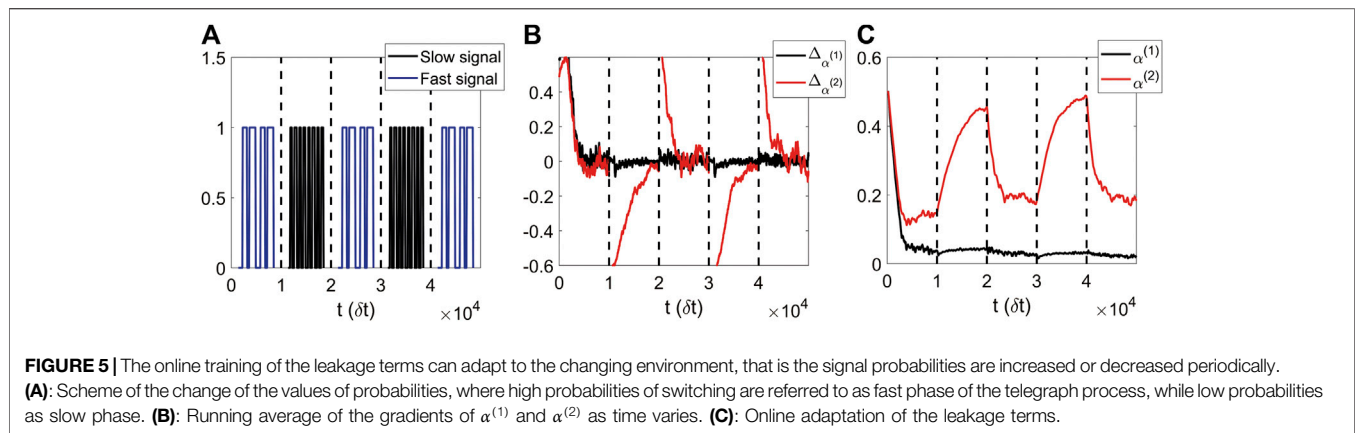 A
1.5
1
0.5
0
Slow signal
Fast signal
0 1 2 3 4
t (δt)
×10⁴
B
0.4
0.2
0
-0.2
-0.4
-0.6
Δ_α⁽¹⁾
Δ_α⁽²⁾
0 1 2 3 4
t (δt)
×10⁴
C
0.6
0.4
0.2
0
α⁽¹⁾
α⁽²⁾
0 1 2 3 4
t (δt)
×10⁴
FIGURE 5 | The online training of the leakage terms can adapt to the changing environment, that is the signal probabilities are increased or decreased periodically.
(A): Scheme of the change of the values of probabilities, where high probabilities of switching are referred to as fast phase of the telegraph process, while low probabilities
as slow phase. (B): Running average of the gradients of α⁽¹⁾ and α⁽²⁾ as time varies. (C): Online adaptation of the leakage terms.